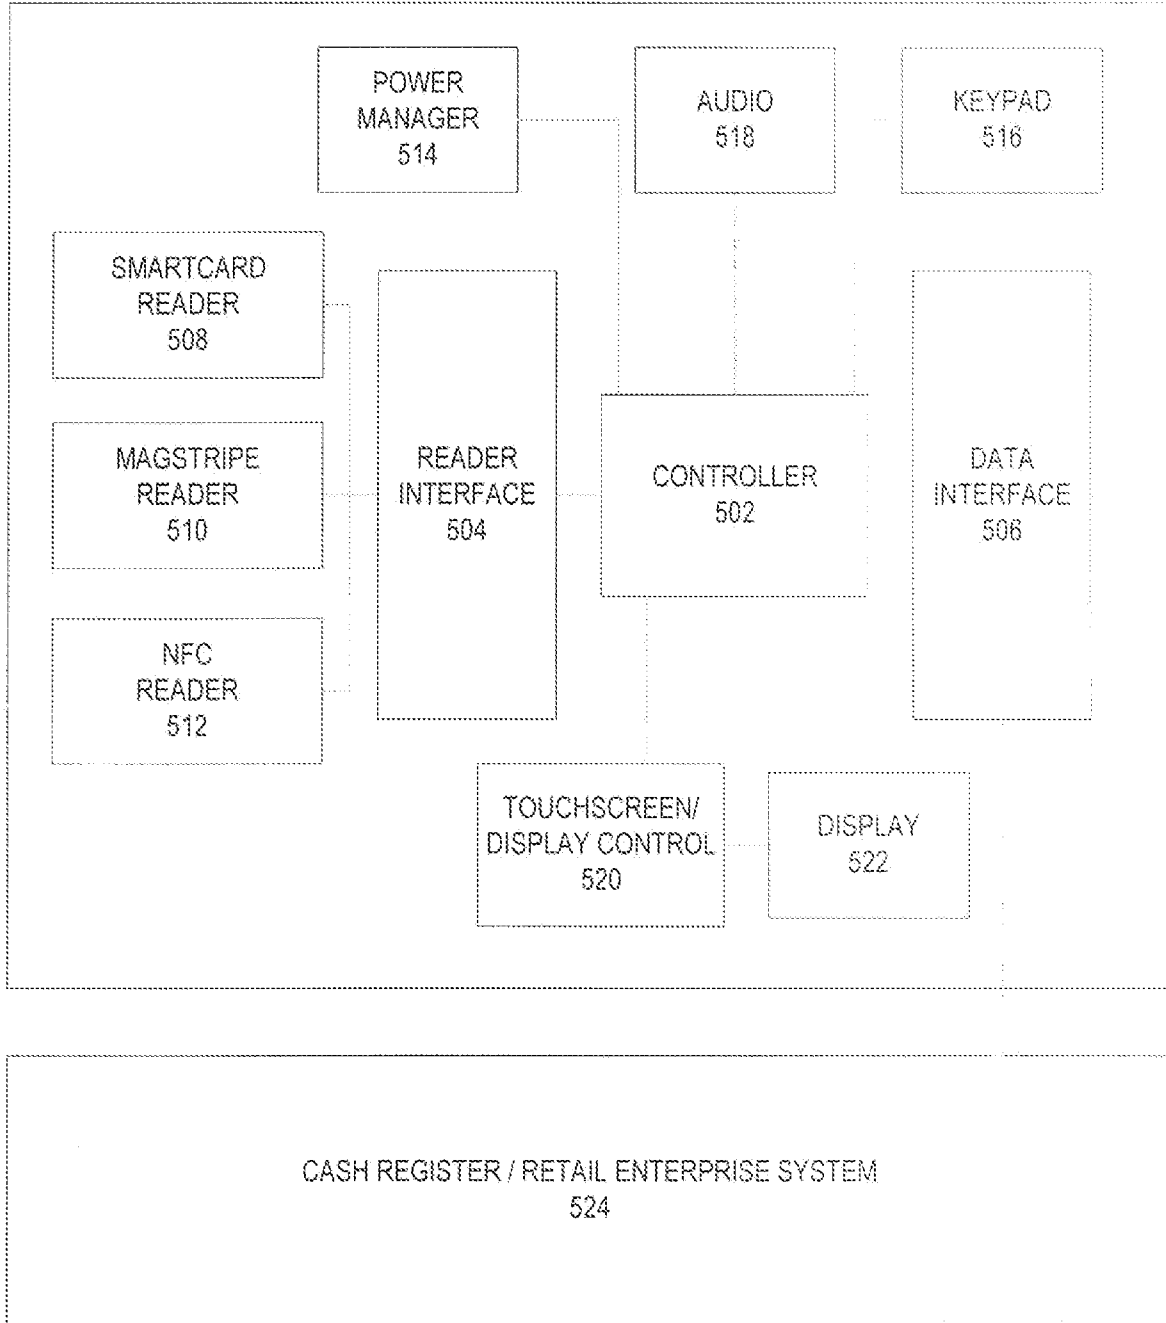 POWER
MANAGER
514
AUDIO
518
KEYPAD
516
SMARTCARD
READER
508
MAGSTRIPE
READER
510
NFC
READER
512
READER
INTERFACE
504
CONTROLLER
502
DATA
INTERFACE
506
TOUCHSCREEN/
DISPLAY CONTROL
520
DISPLAY
522
CASH REGISTER / RETAIL ENTERPRISE SYSTEM
524